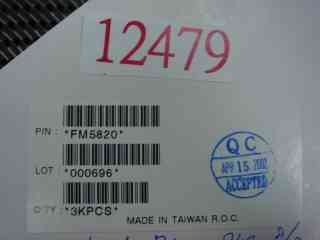 12479
P/N : *FM5820*
LOT : *000696*
Q'TY : *3KPCS*
MADE IN TAIWAN R.O.C.
QC
APR 15 2002
ACCEPTED